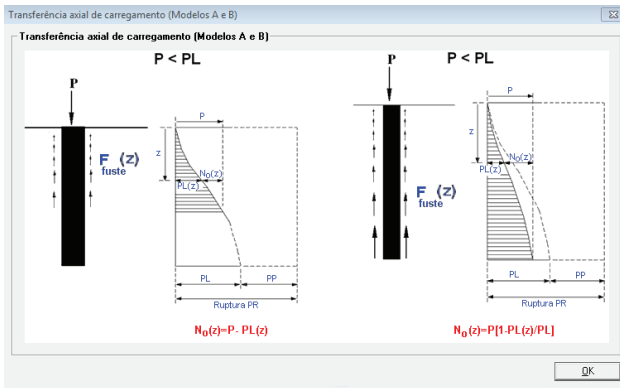 Transferência axial de carregamento (Modelos A e B)
Transferência axial de carregamento (Modelos A e B)
P < PL
P
F (z)
fuste
P
z
N₀(z)
PL(z)
PL
PP
Ruptura PR
N₀(z)=P- PL(z)
P < PL
P
F (z)
fuste
P
z
N₀(z)
PL(z)
PL
PP
Ruptura PR
N₀(z)=P[1-PL(z)/PL]
OK